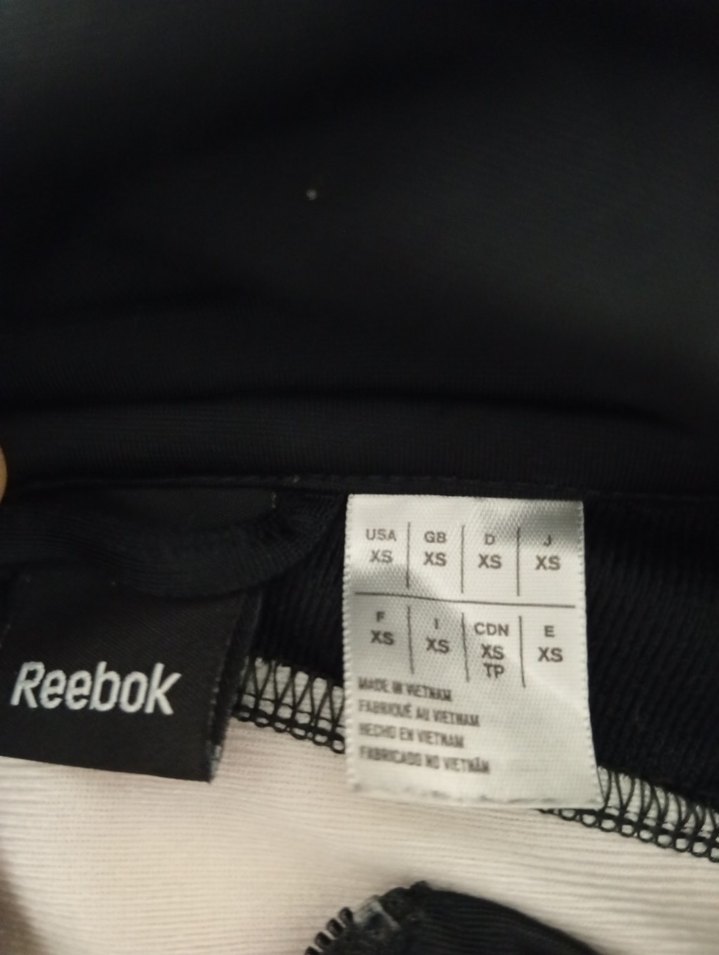 Reebok
USA GB D J
XS XS XS XS
F I CDN E
XS XS XS XS
TP
MADE IN VIETNAM
FABRIQUÉ AU VIETNAM
HECHO EN VIETNAM
FABRICADO NO VIETNÃM